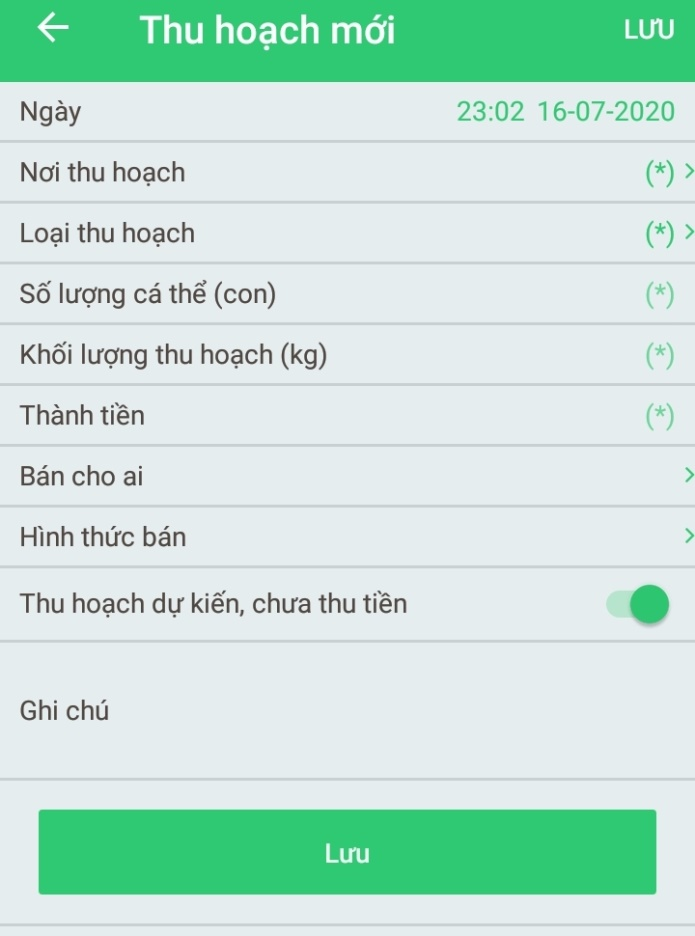 Thu hoạch mới LƯU
Ngày 23:02 16-07-2020
Nơi thu hoạch (*)
Loại thu hoạch (*)
Số lượng cá thể (con) (*)
Khối lượng thu hoạch (kg) (*)
Thành tiền (*)
Bán cho ai
Hình thức bán
Thu hoạch dự kiến, chưa thu tiền
Ghi chú
Lưu